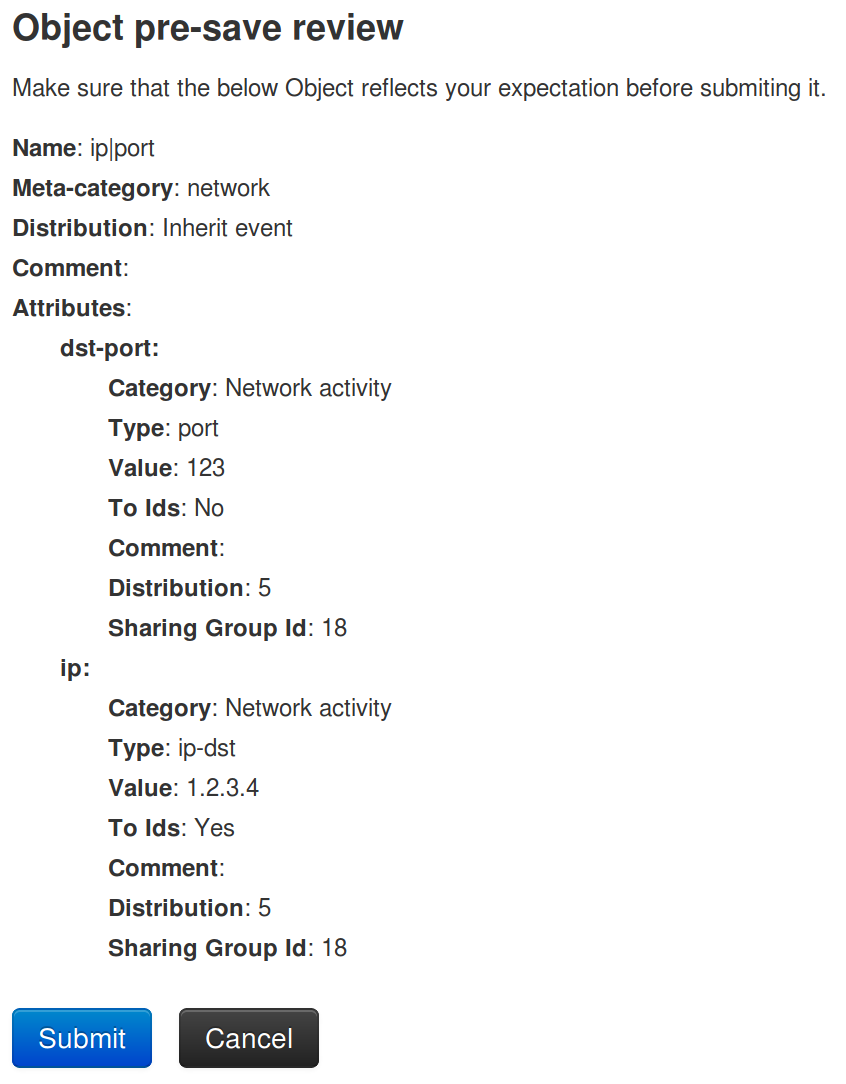 Object pre-save review
Make sure that the below Object reflects your expectation before submiting it.
Name: ip|port
Meta-category: network
Distribution: Inherit event
Comment:
Attributes:
dst-port:
Category: Network activity
Type: port
Value: 123
To Ids: No
Comment:
Distribution: 5
Sharing Group Id: 18
ip:
Category: Network activity
Type: ip-dst
Value: 1.2.3.4
To Ids: Yes
Comment:
Distribution: 5
Sharing Group Id: 18
Submit Cancel